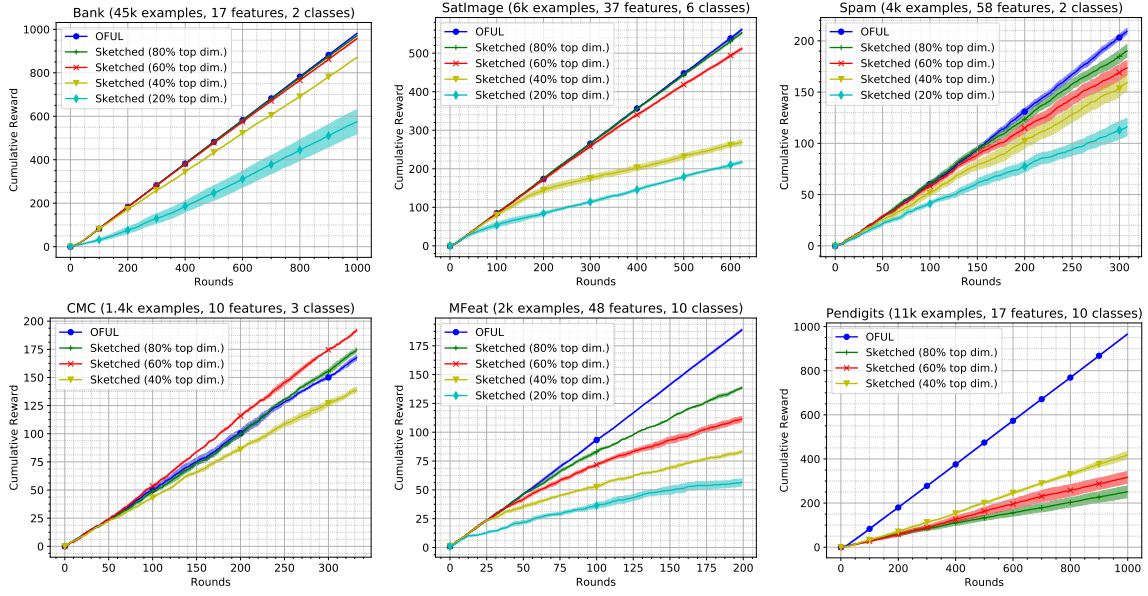 Bank (45k examples, 17 features, 2 classes)
1000
800
600
400
200
0
Cumulative Reward
OFUL
Sketched (80% top dim.)
Sketched (60% top dim.)
Sketched (40% top dim.)
Sketched (20% top dim.)
0 200 400 600 800 1000
Rounds
SatImage (6k examples, 37 features, 6 classes)
500
400
300
200
100
0
Cumulative Reward
OFUL
Sketched (80% top dim.)
Sketched (60% top dim.)
Sketched (40% top dim.)
Sketched (20% top dim.)
0 100 200 300 400 500 600
Rounds
Spam (4k examples, 58 features, 2 classes)
200
150
100
50
0
Cumulative Reward
OFUL
Sketched (80% top dim.)
Sketched (60% top dim.)
Sketched (40% top dim.)
Sketched (20% top dim.)
0 50 100 150 200 250 300
Rounds
CMC (1.4k examples, 10 features, 3 classes)
200
175
150
125
100
75
50
25
0
Cumulative Reward
OFUL
Sketched (80% top dim.)
Sketched (60% top dim.)
Sketched (40% top dim.)
0 50 100 150 200 250 300
Rounds
MFeat (2k examples, 48 features, 10 classes)
175
150
125
100
75
50
25
0
Cumulative Reward
OFUL
Sketched (80% top dim.)
Sketched (60% top dim.)
Sketched (40% top dim.)
Sketched (20% top dim.)
0 25 50 75 100 125 150 175 200
Rounds
Pendigits (11k examples, 17 features, 10 classes)
1000
800
600
400
200
0
Cumulative Reward
OFUL
Sketched (80% top dim.)
Sketched (60% top dim.)
Sketched (40% top dim.)
0 200 400 600 800 1000
Rounds